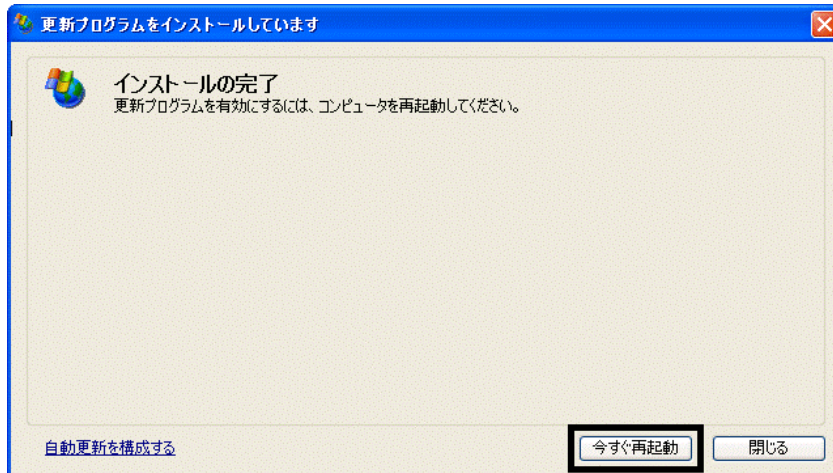 更新プログラムをインストールしています
インストールの完了
更新プログラムを有効にするには、コンピュータを再起動してください。
自動更新を構成する
今すぐ再起動
閉じる